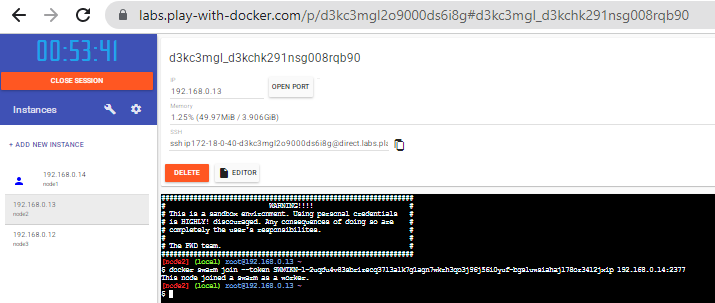 labs.play-with-docker.com/p/d3kc3mgl2o9000ds6i8g#d3kc3mgl_d3kchk291nsg008rqb90
00:53:41
CLOSE SESSION
Instances
+ ADD NEW INSTANCE
192.168.0.14
node1
192.168.0.13
node2
192.168.0.12
node3
d3kc3mgl_d3kchk291nsg008rqb90
IP
192.168.0.13
OPEN PORT
Memory
1.25% (49.97MiB / 3.906GiB)
SSH
ssh ip172-18-0-40-d3kc3mgl2o9000ds6i8g@direct.labs.pla
DELETE
EDITOR
###############################################################
# WARNING!!!! #
# This is a sandbox environment. Using personal credentials #
# is HIGHLY! discouraged. Any consequences of doing so are #
# completely the user's responsibilites. #
# #
# The PWD team. #
###############################################################
[node2] (local) root@192.168.0.13 ~
$ docker swarm join --token 192.168.0.14:2377
This node joined a swarm as a worker.
[node2] (local) root@192.168.0.13 ~
$